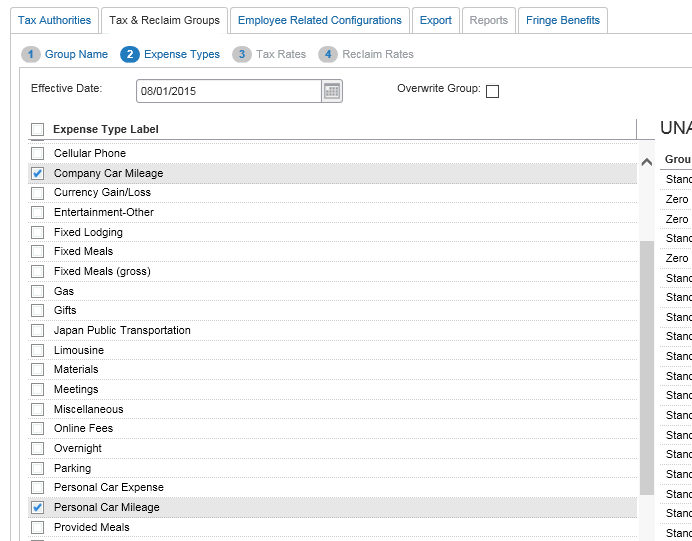 Tax Authorities Tax & Reclaim Groups Employee Related Configurations Export Reports Fringe Benefits
1 Group Name 2 Expense Types 3 Tax Rates 4 Reclaim Rates
Effective Date: 08/01/2015 Overwrite Group:
Expense Type Label
Cellular Phone
Company Car Mileage
Currency Gain/Loss
Entertainment-Other
Fixed Lodging
Fixed Meals
Fixed Meals (gross)
Gas
Gifts
Japan Public Transportation
Limousine
Materials
Meetings
Miscellaneous
Online Fees
Overnight
Parking
Personal Car Expense
Personal Car Mileage
Provided Meals
UNA
Grou
Stand
Zero
Zero
Stand
Zero
Stand
Stand
Stand
Stand
Stand
Stand
Stand
Stand
Stand
Stand
Stand
Stand
Stand
Stand